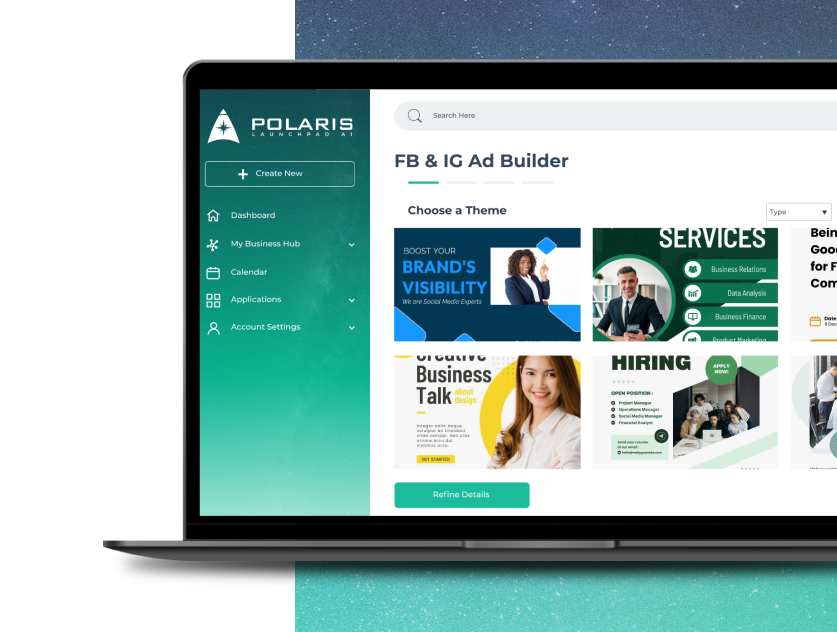 POLARIS
LAUNCHPAD AI
Create New
Dashboard
My Business Hub
Calendar
Applications
Account Settings
Search Here
FB & IG Ad Builder
Choose a Theme
Type
BOOST YOUR
BRAND'S
VISIBILITY
We are Social Media Experts
SERVICES
Business Relations
Data Analysis
Business Finance
Product Marketing
Bein
Goo
for F
Com
Date
Creative
Business
Talk about
design
Integer enim neque
volutpat ac tincidunt
vitae semper. Sed cras
ornare arcu dui
vivamus arcu.
GET STARTED
HIRING
APPLY
NOW!
OPEN POSITION :
Project Manager
Operations Manager
Social Media Manager
Financial Analyst
Send your resume
to our email :
hello@reallygreatsite.com
Refine Details